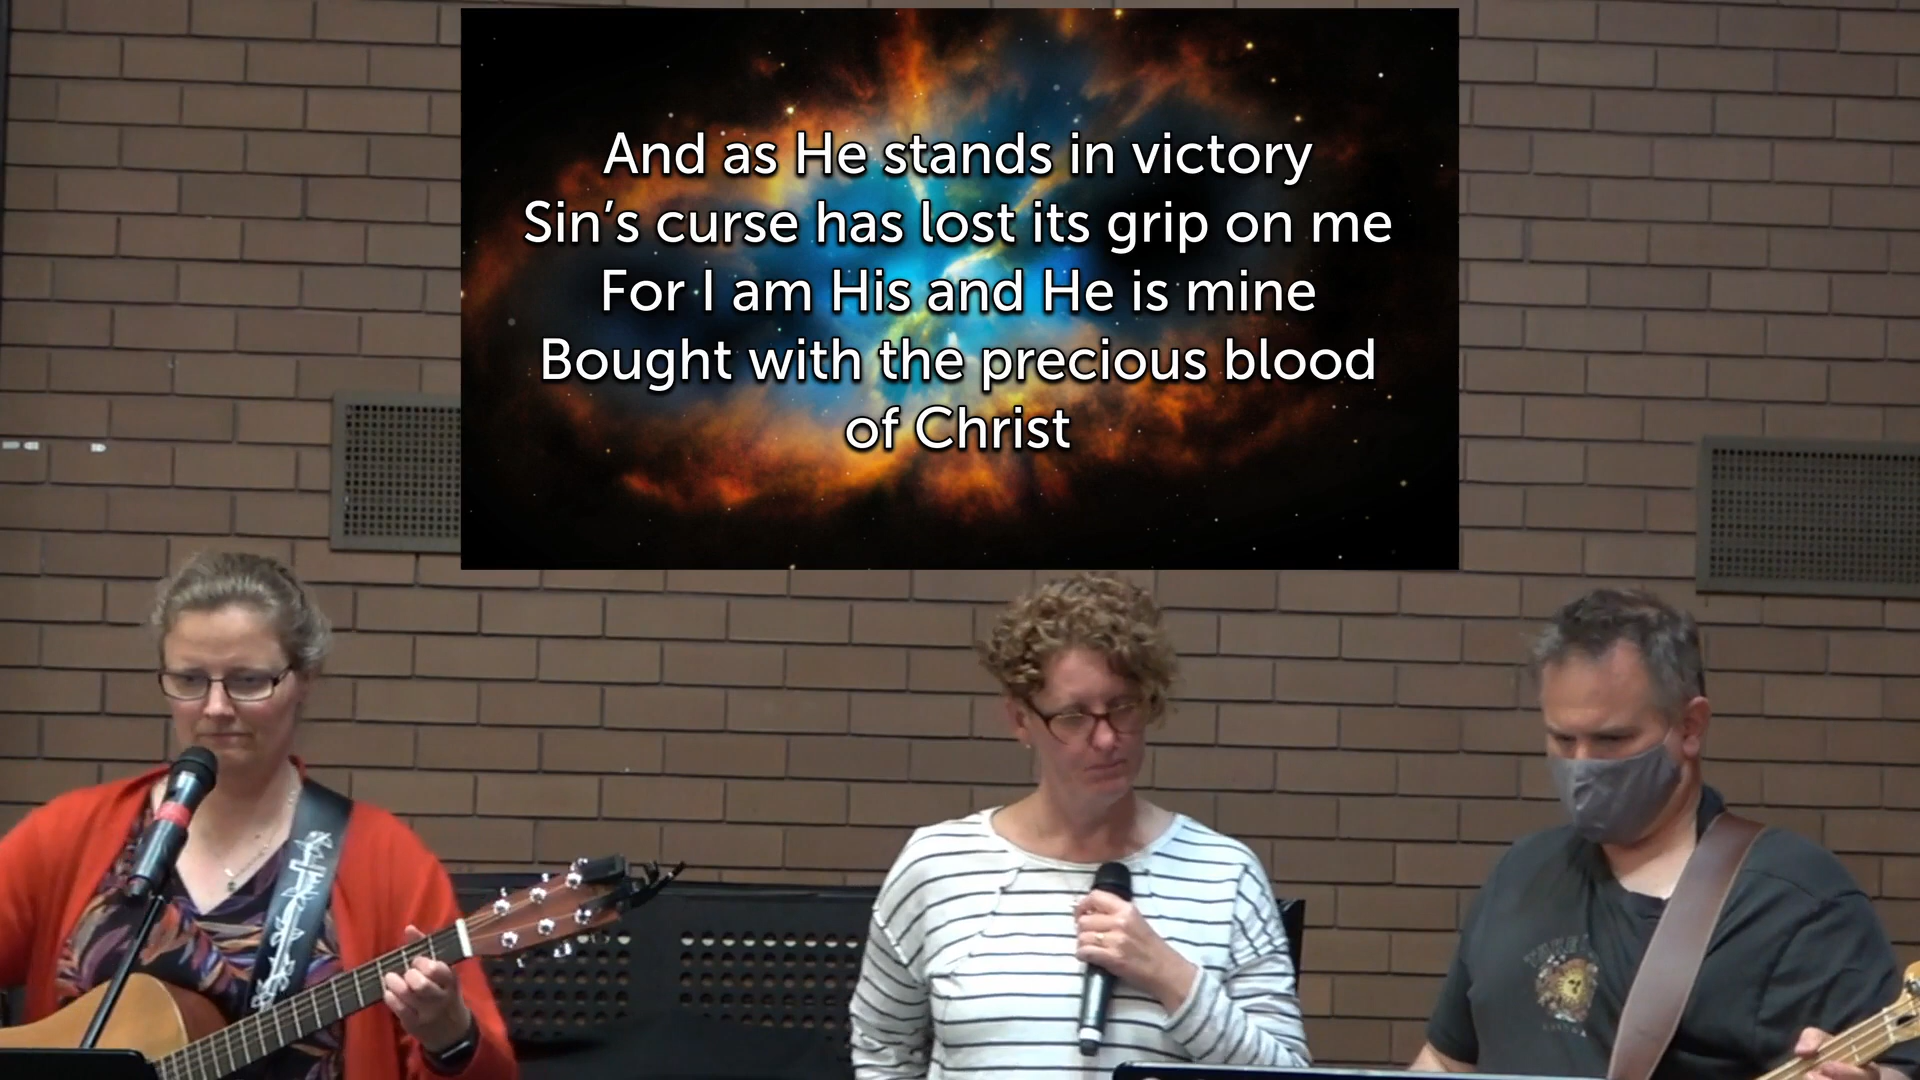 And as He stands in victory
Sin’s curse has lost its grip on me
For I am His and He is mine
Bought with the precious blood
of Christ